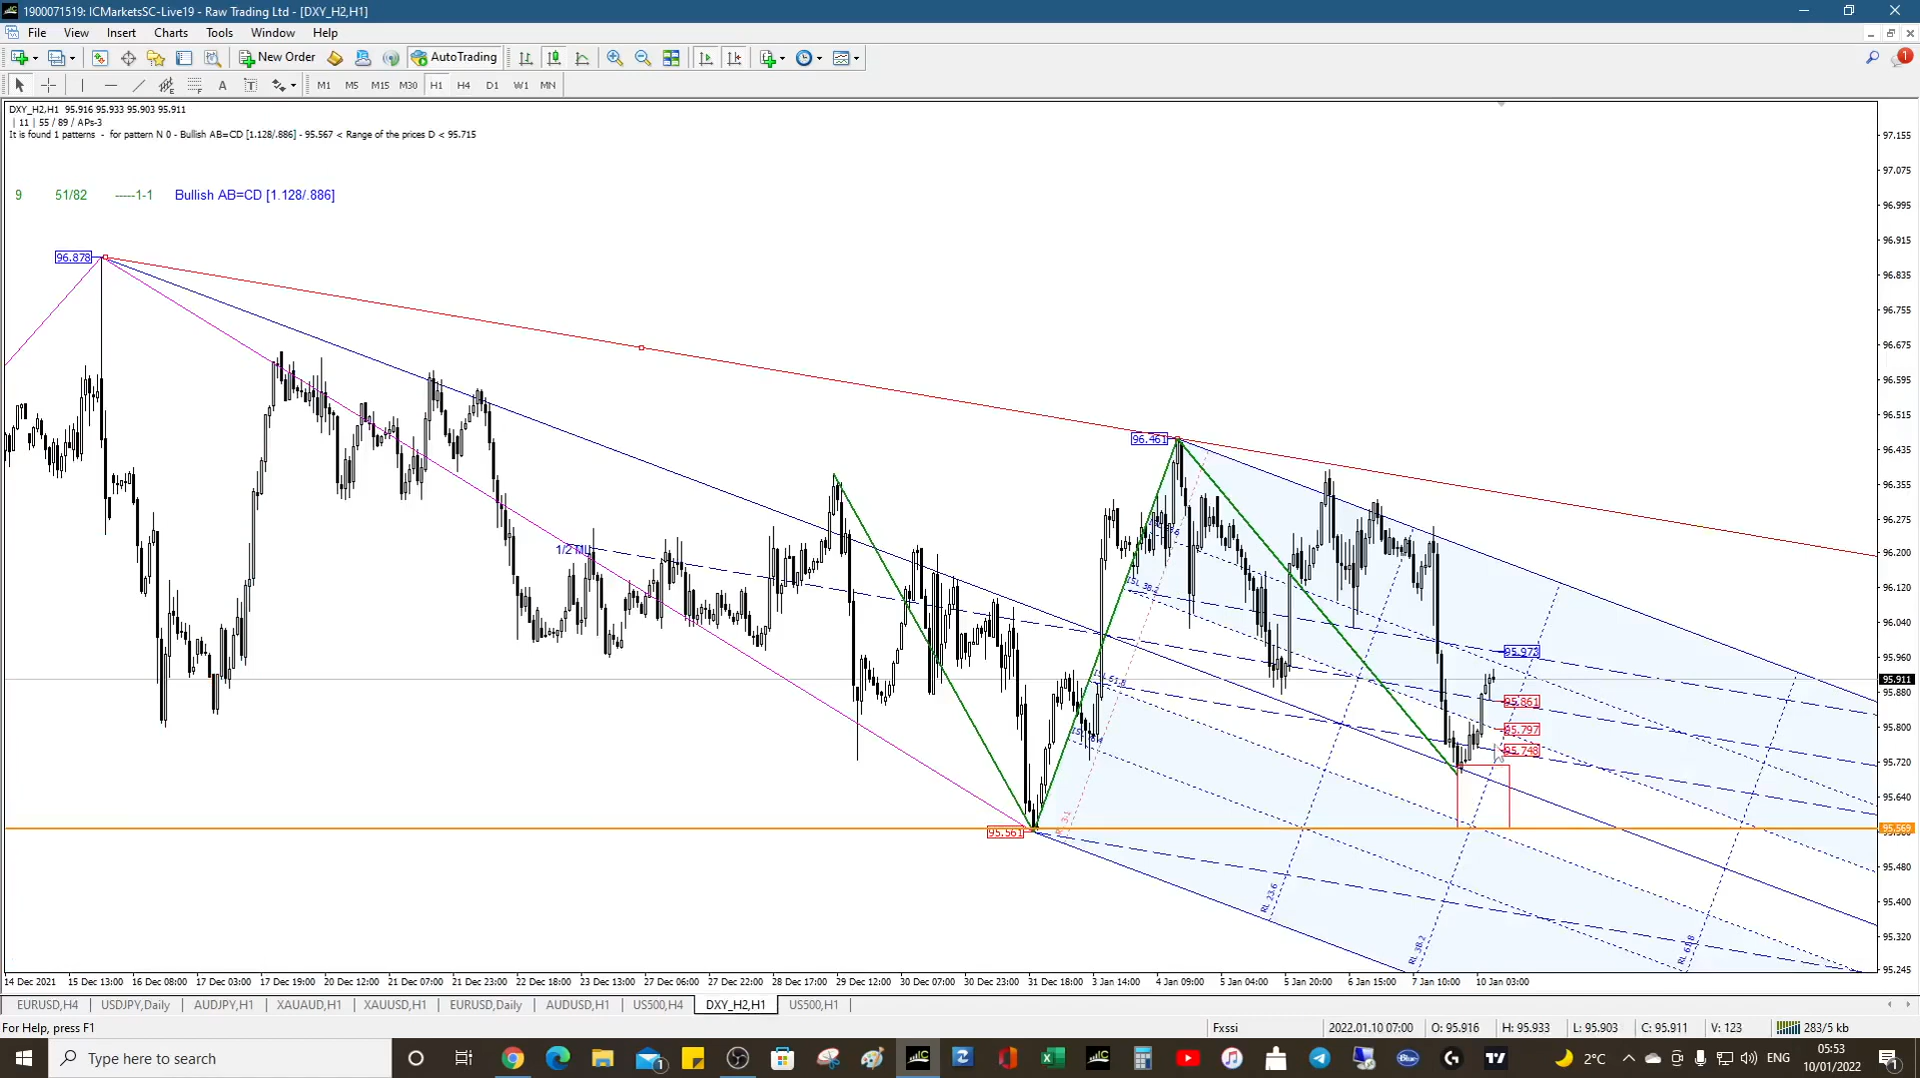 1900071519: ICMarketsSC-Live19 - Raw Trading Ltd - [DXY_H2,H1]
File View Insert Charts Tools Window Help
New Order AutoTrading 1
A T M1 M5 M15 M30 H1 H4 D1 W1 MN
DXY_H2,H1 95.916 95.933 95.903 95.911
| 11 | 55 / 89 / APs-3
It is found 1 patterns - for pattern N 0 - Bullish AB=CD [1.128/.886] - 95.567 < Range of the prices D < 95.715
9 51/82 -----1-1 Bullish AB=CD [1.128/.886]
96.878
96.461
1/2 ML
95.973
95.861
95.797
95.748
95.561
RL 23.6
RL 38.2
RL 61.8
97.155
97.075
96.995
96.915
96.835
96.755
96.675
96.595
96.515
96.435
96.355
96.275
96.200
96.120
96.040
95.960
95.911
95.880
95.800
95.720
95.640
95.569
95.480
95.400
95.320
95.245
14 Dec 2021 15 Dec 13:00 16 Dec 08:00 17 Dec 03:00 17 Dec 19:00 20 Dec 12:00 21 Dec 07:00 21 Dec 23:00 22 Dec 18:00 23 Dec 13:00 27 Dec 06:00 27 Dec 22:00 28 Dec 17:00 29 Dec 12:00 30 Dec 07:00 30 Dec 23:00 31 Dec 18:00 3 Jan 14:00 4 Jan 09:00 5 Jan 04:00 5 Jan 20:00 6 Jan 15:00 7 Jan 10:00 10 Jan 03:00
EURUSD,H4 USDJPY,Daily AUDJPY,H1 XAUAUD,H1 XAUUSD,H1 EURUSD,Daily AUDUSD,H1 US500,H4 DXY_H2,H1 US500,H1
For Help, press F1 Fxssi 2022.01.10 07:00 O: 95.916 H: 95.933 L: 95.903 C: 95.911 V: 123 283/5 kb
Type here to search 2°C ENG 05:53 10/01/2022